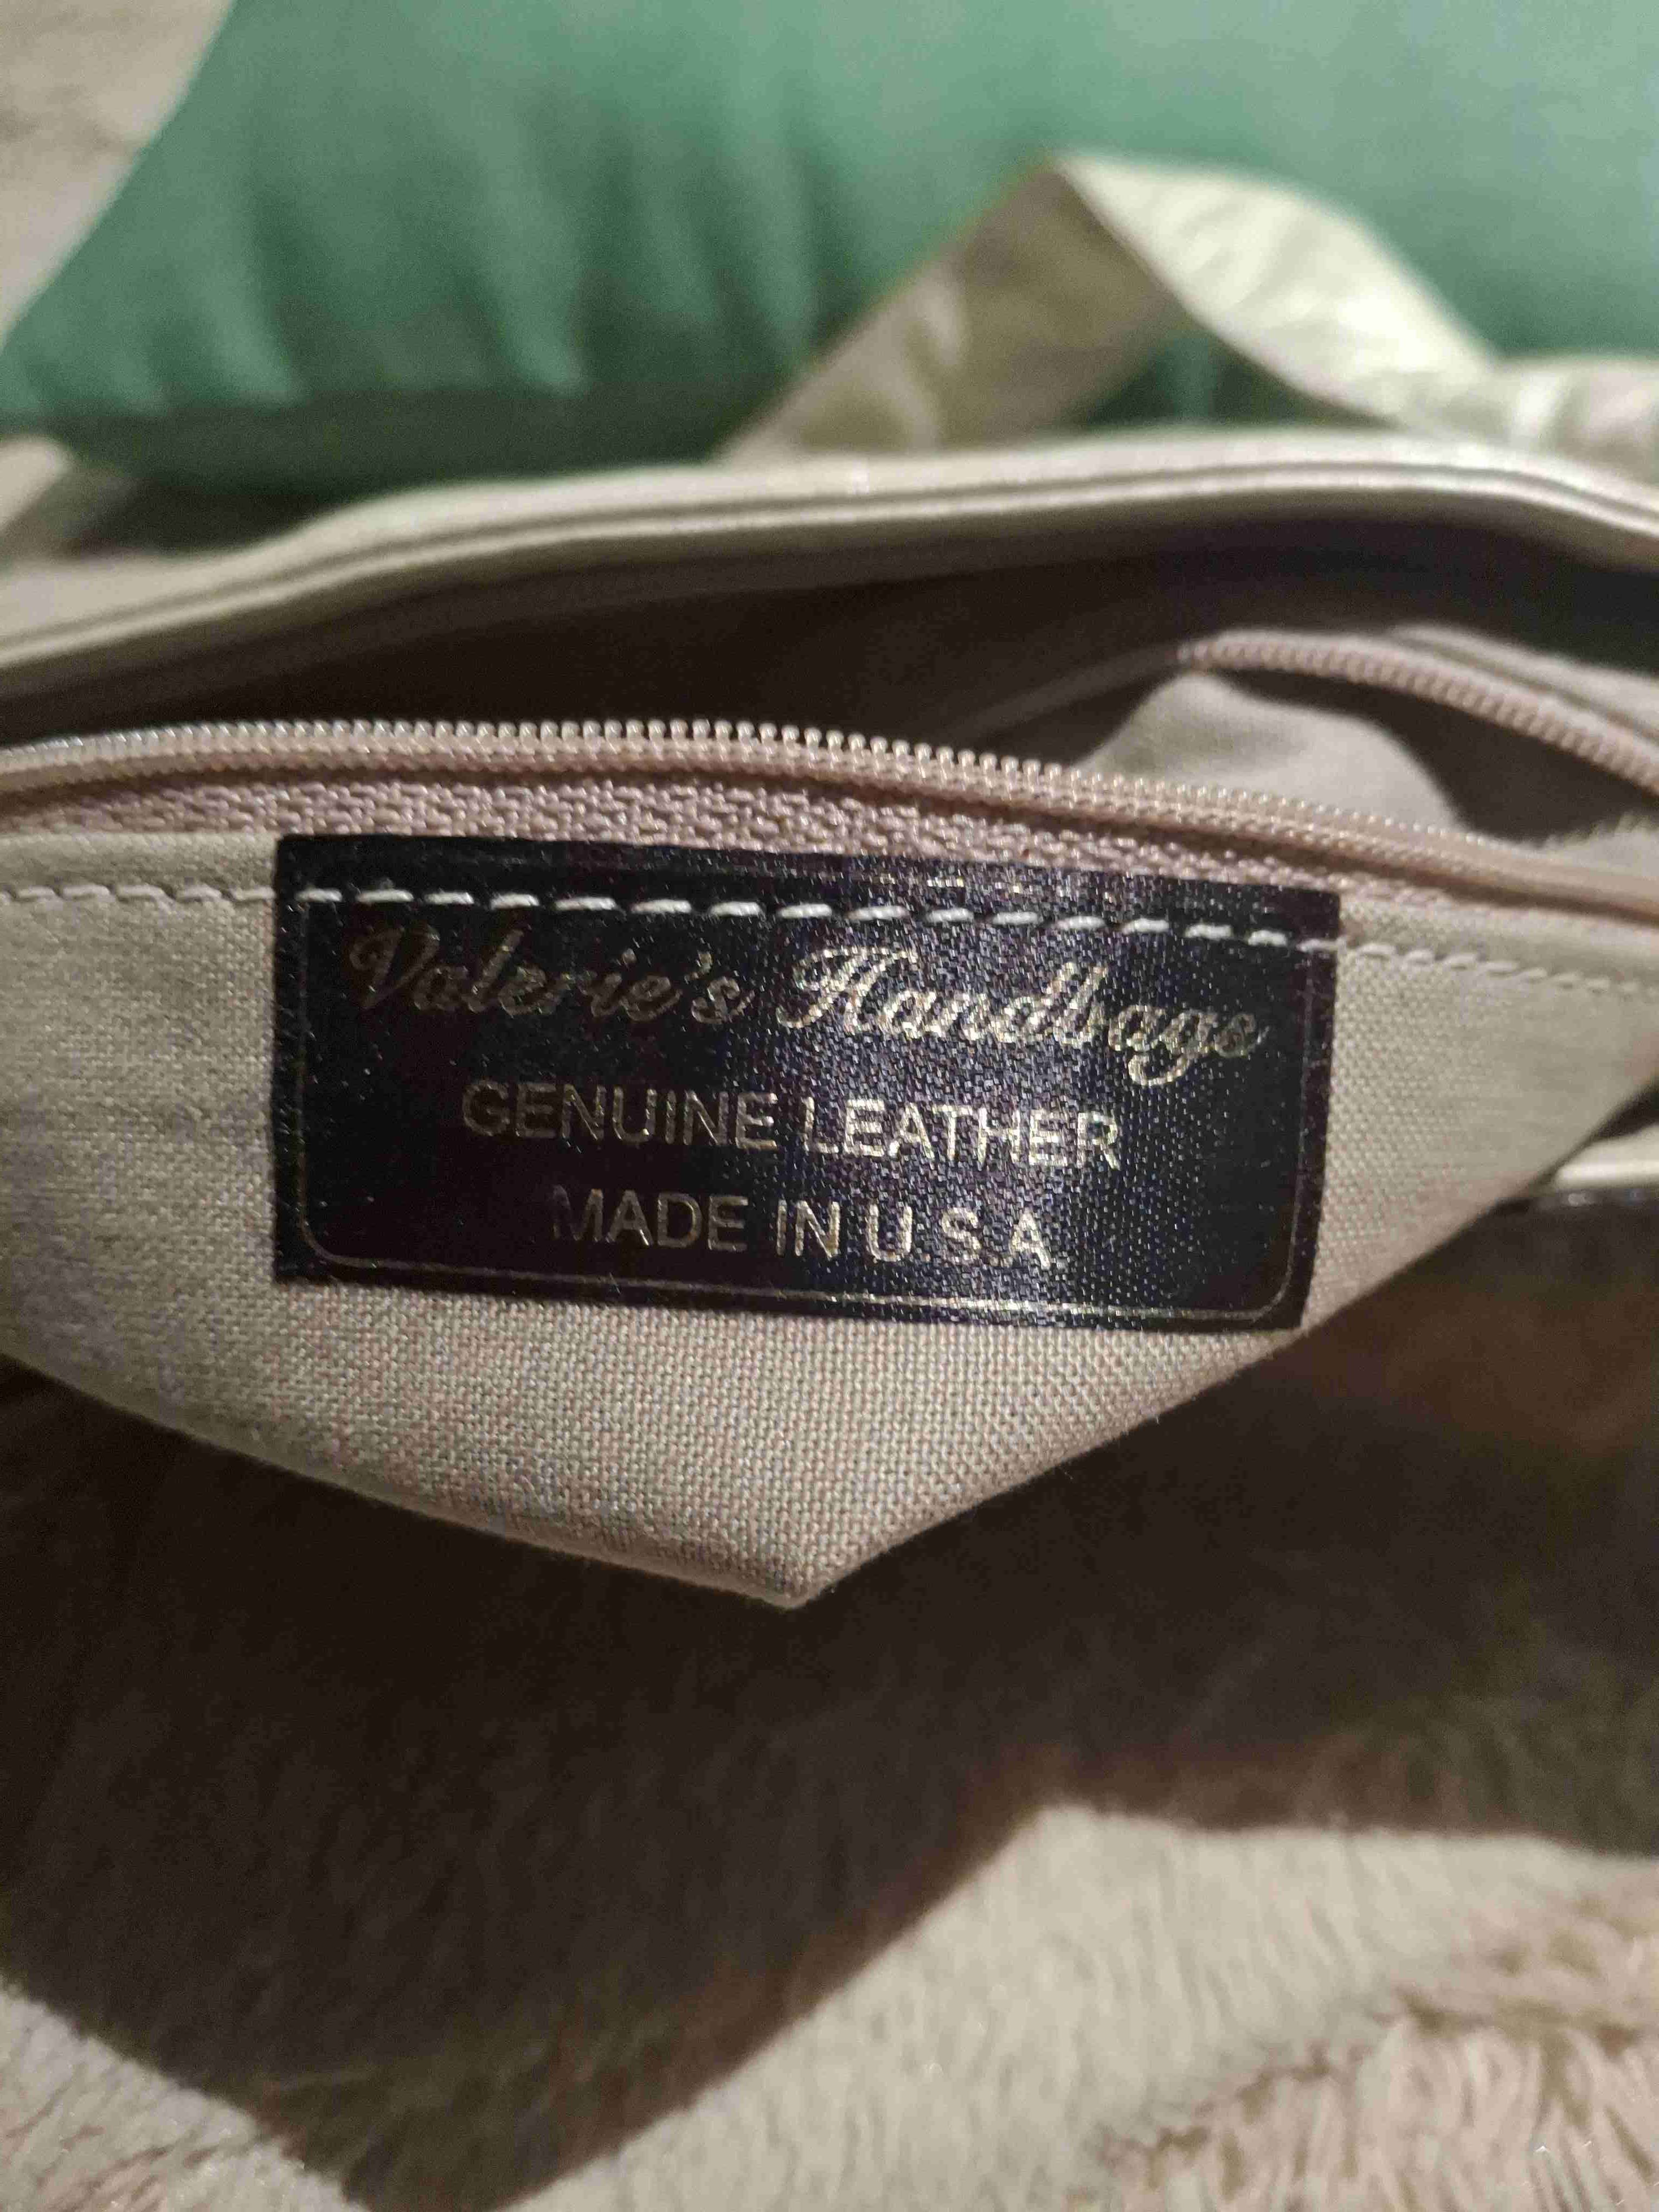 Valerie's Handbags
GENUINE LEATHER
MADE IN U.S.A.